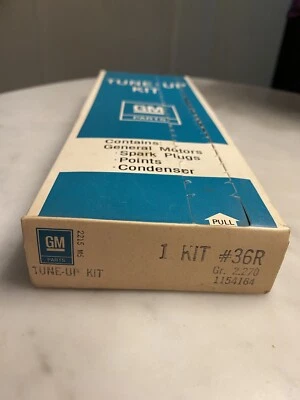 TUNE-UP
KIT
GM
PARTS
Contains:
General Motors
· Spark Plugs
· Points
· Condenser
PULL
GM
PARTS
TUNE-UP KIT
1 KIT #36R
Gr. 2.270
1154164